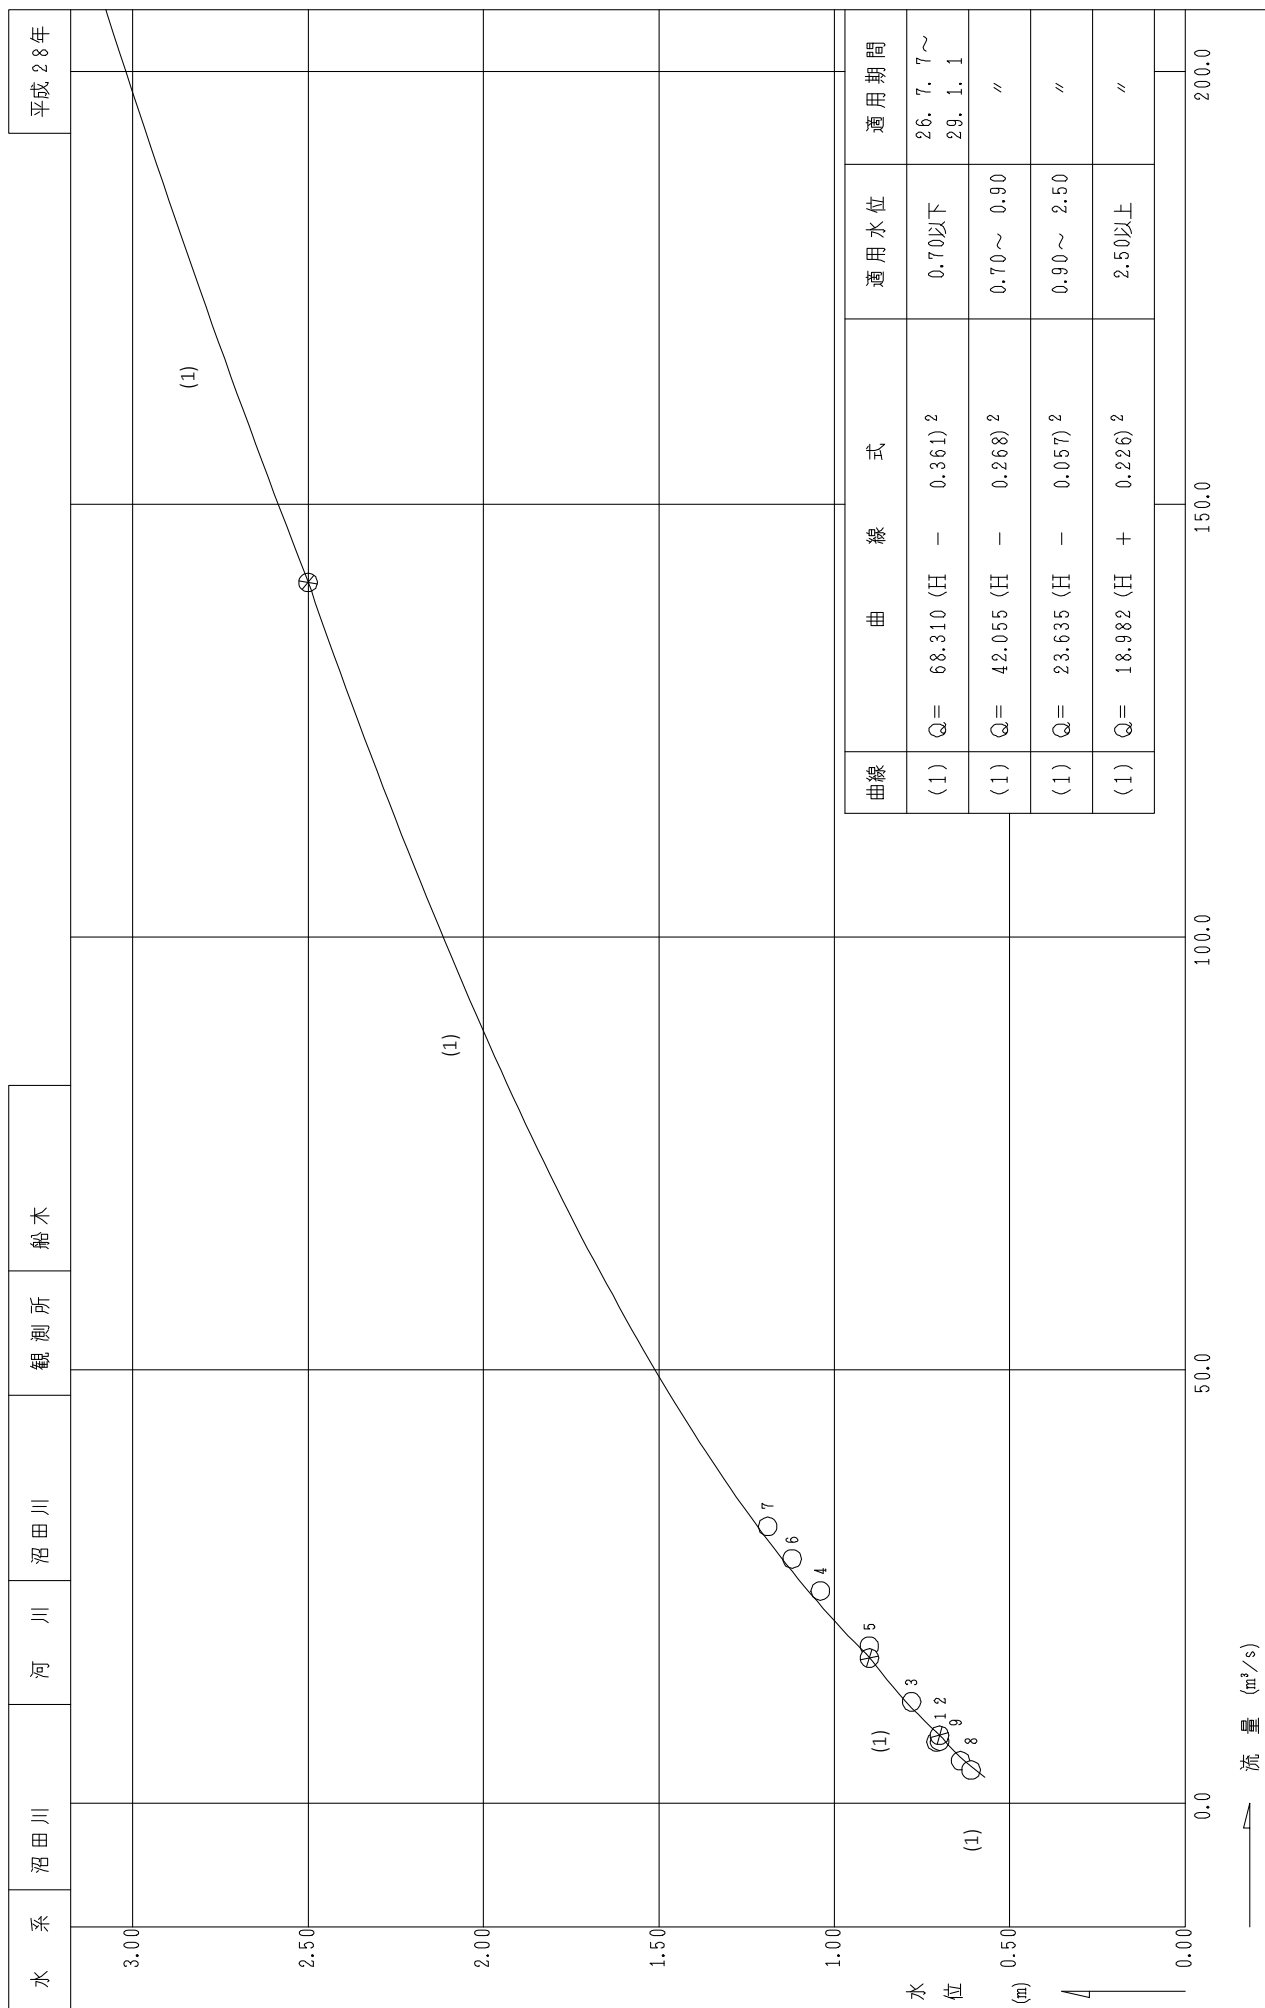 水 系 沼田川 河 川 沼田川 観測所 船木 平成28年
(1)
(1)
(1)
(1)
7
6
4
5
3
1 2
9
8
曲線 曲 線 式 適用水位 適用期間
(1) Q= 68.310 (H - 0.361)² 0.70以下 26. 7. 7～
29. 1. 1
(1) Q= 42.055 (H - 0.268)² 0.70～ 0.90 〃
(1) Q= 23.635 (H - 0.057)² 0.90～ 2.50 〃
(1) Q= 18.982 (H + 0.226)² 2.50以上 〃
3.00
2.50
2.00
1.50
1.00
0.50
0.00
水位
(m)
0.0 50.0 100.0 150.0 200.0
流 量 (m³/s)